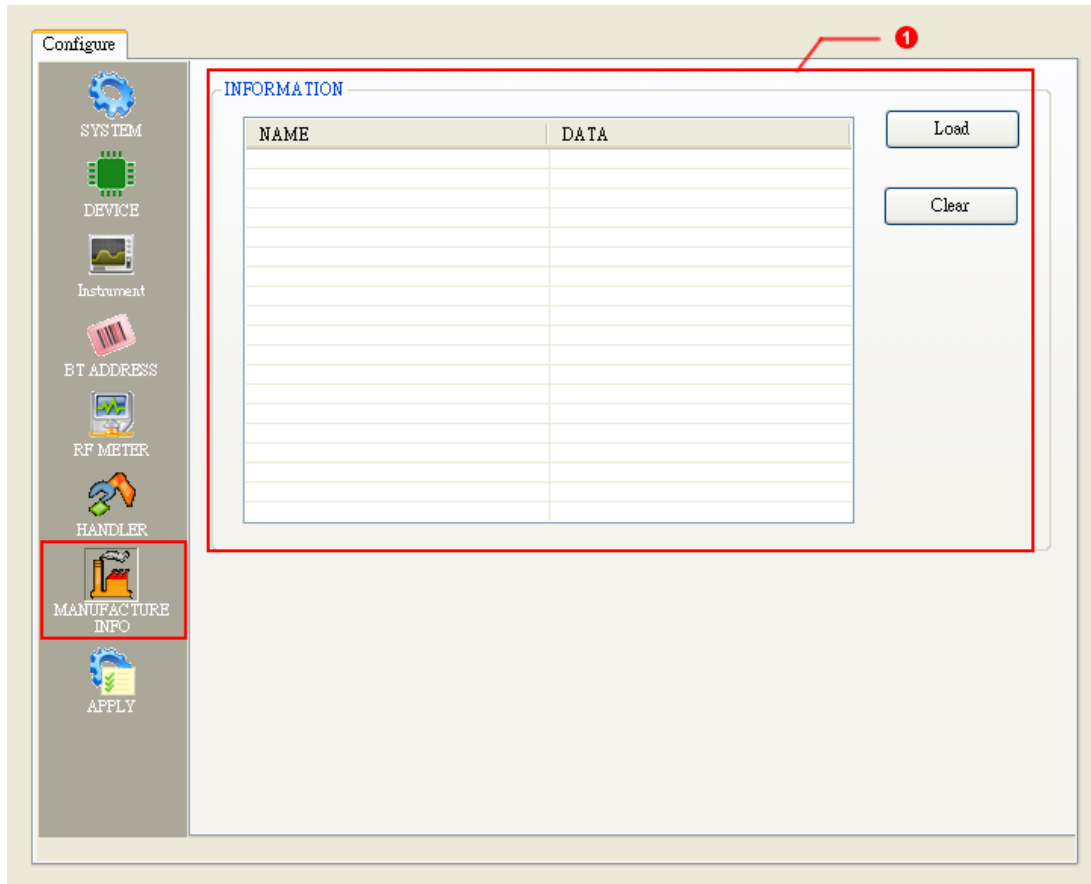 Configure
1
SYSTEM
DEVICE
Instrument
BT ADDRESS
RF METER
HANDLER
MANUFACTURE
INFO
APPLY
INFORMATION
NAME DATA
Load
Clear